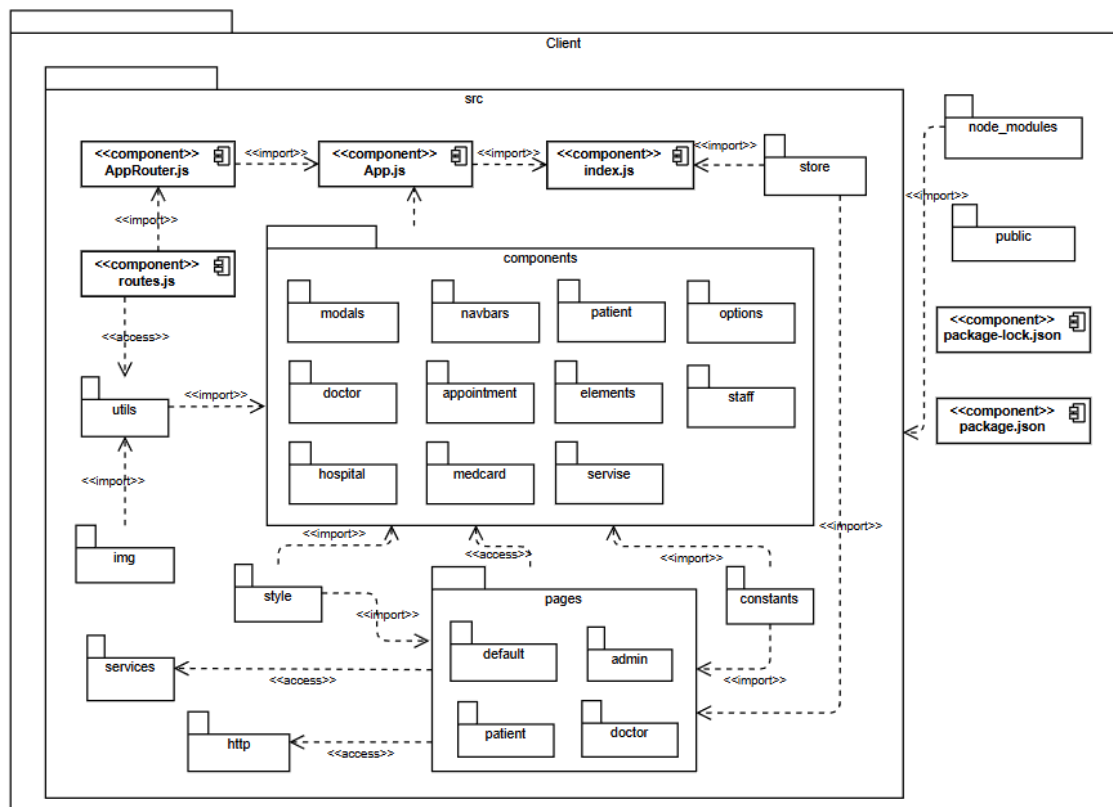 Client
src
<<component>>
AppRouter.js
<<import>>
<<component>>
App.js
<<import>>
<<component>>
index.js
<<import>>
store
node_modules
<<import>>
public
<<import>>
<<component>>
routes.js
<<access>>
utils
<<import>>
<<import>>
img
components
modals
navbars
patient
options
doctor
appointment
elements
staff
hospital
medcard
servise
<<component>>
package-lock.json
<<component>>
package.json
<<import>>
<<access>>
<<import>>
<<import>>
style
<<import>>
pages
constants
default
admin
<<import>>
patient
doctor
services
<<access>>
http
<<access>>